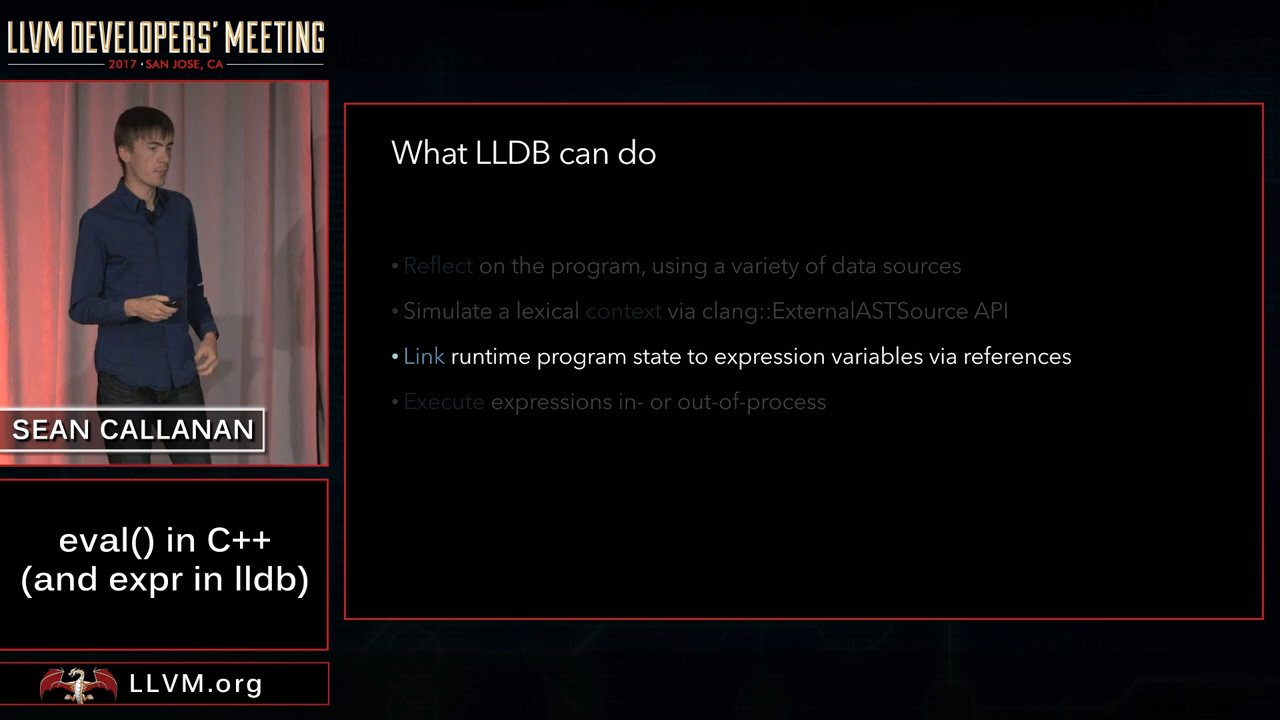 LLVM DEVELOPERS' MEETING
2017 • SAN JOSE, CA
What LLDB can do
• Reflect on the program, using a variety of data sources
• Simulate a lexical context via clang::ExternalASTSource API
• Link runtime program state to expression variables via references
• Execute expressions in- or out-of-process
SEAN CALLANAN
eval() in C++
(and expr in lldb)
LLVM.org